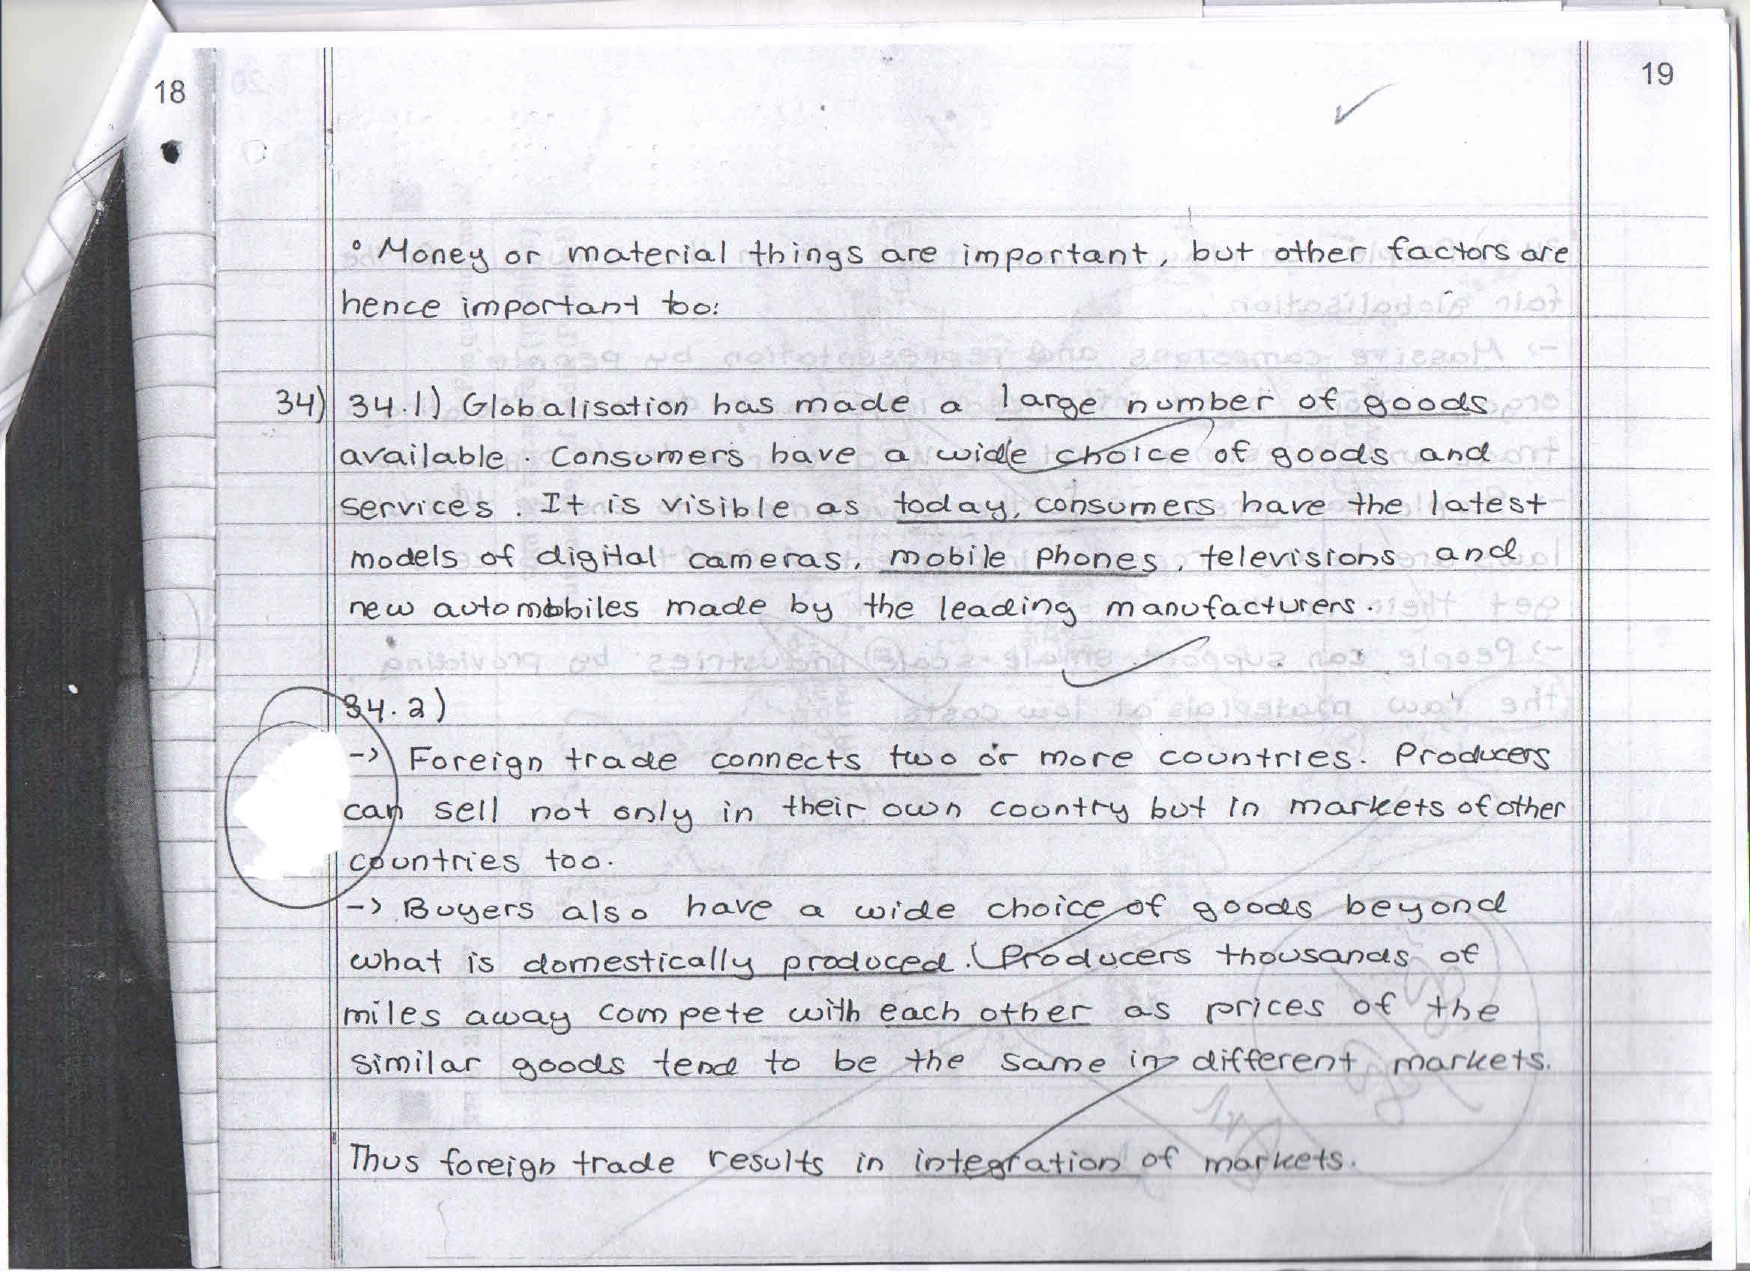 18
19
° Money or material things are important, but other factors are
hence important too:
34) 34.1) Globalisation has made a large number of goods
available. Consumers have a wide choice of goods and
services. It is visible as today, consumers have the latest
models of digital cameras, mobile phones, televisions and
new automobiles made by the leading manufacturers.
34.2)
-> Foreign trade connects two or more countries. Producers
can sell not only in their own country but in markets of other
countries too.
-> Buyers also have a wide choice of goods beyond
what is domestically produced. Producers thousands of
miles away compete with each other as prices of the
similar goods tend to be the same in different markets.
Thus foreign trade results in integration of markets.